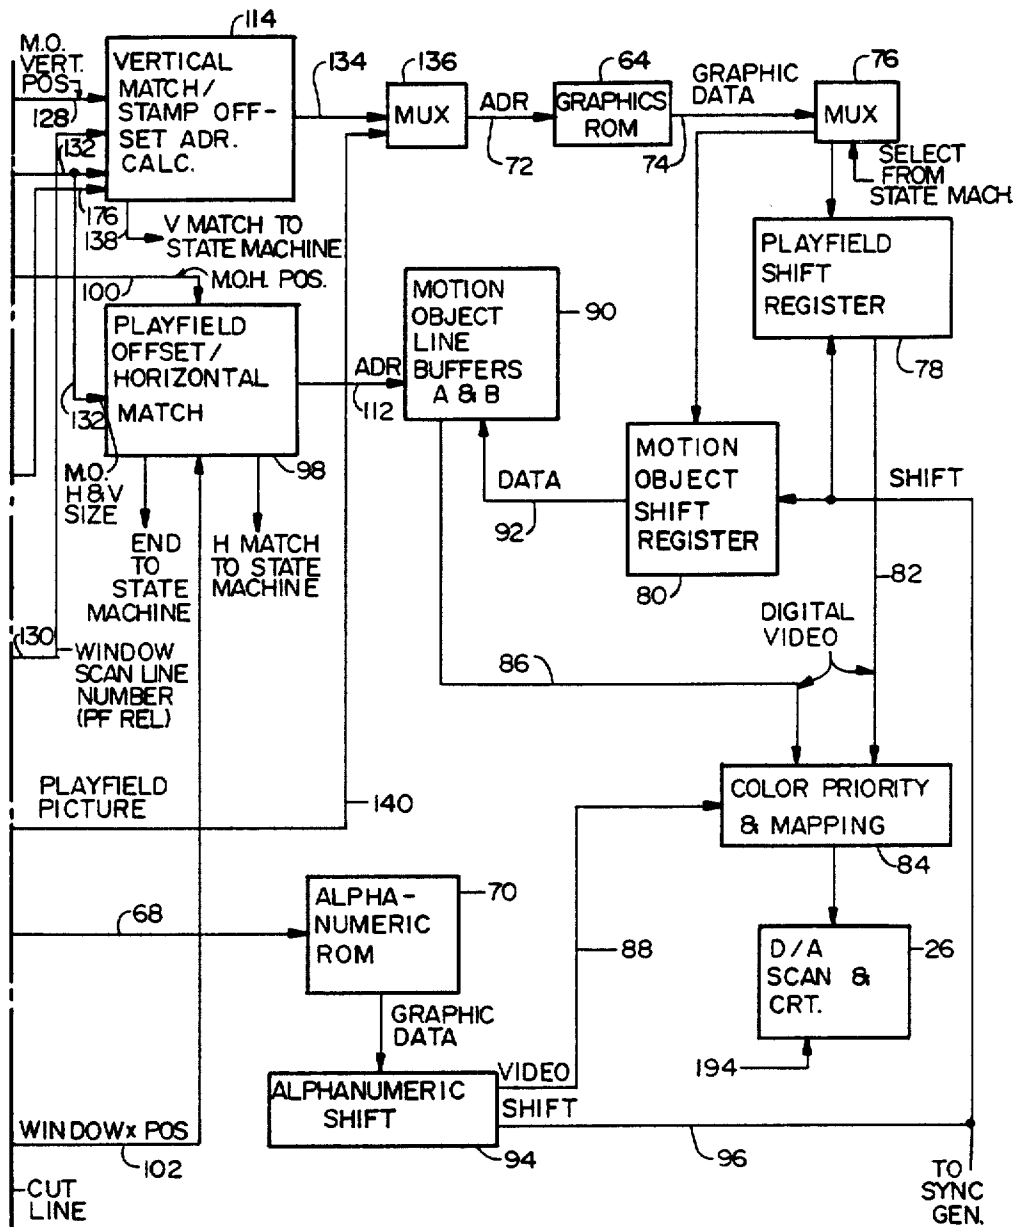 114
M.O.
VERT.
POS
128
132
VERTICAL
MATCH/
STAMP OFF-
SET ADR.
CALC.
134
136
MUX
ADR
72
64
GRAPHICS
ROM
GRAPHIC
DATA
74
76
MUX
SELECT
FROM
STATE MACH.
176
138
V MATCH TO
STATE MACHINE
100
M.O.H. POS.
PLAYFIELD
OFFSET/
HORIZONTAL
MATCH
132
98
M.O.
H & V
SIZE
END
TO
STATE
MACHINE
H MATCH
TO STATE
MACHINE
ADR
112
MOTION
OBJECT
LINE
BUFFERS
A & B
90
PLAYFIELD
SHIFT
REGISTER
78
DATA
92
MOTION
OBJECT
SHIFT
REGISTER
80
SHIFT
82
DIGITAL
VIDEO
86
130
WINDOW
SCAN LINE
NUMBER
(PF REL)
PLAYFIELD
PICTURE
140
COLOR PRIORITY
& MAPPING
84
68
ALPHA-
NUMERIC
ROM
70
88
D/A
SCAN &
CRT.
26
194
GRAPHIC
DATA
ALPHANUMERIC
SHIFT
94
VIDEO
SHIFT
96
WINDOW x POS
102
CUT
LINE
TO
SYNC
GEN.